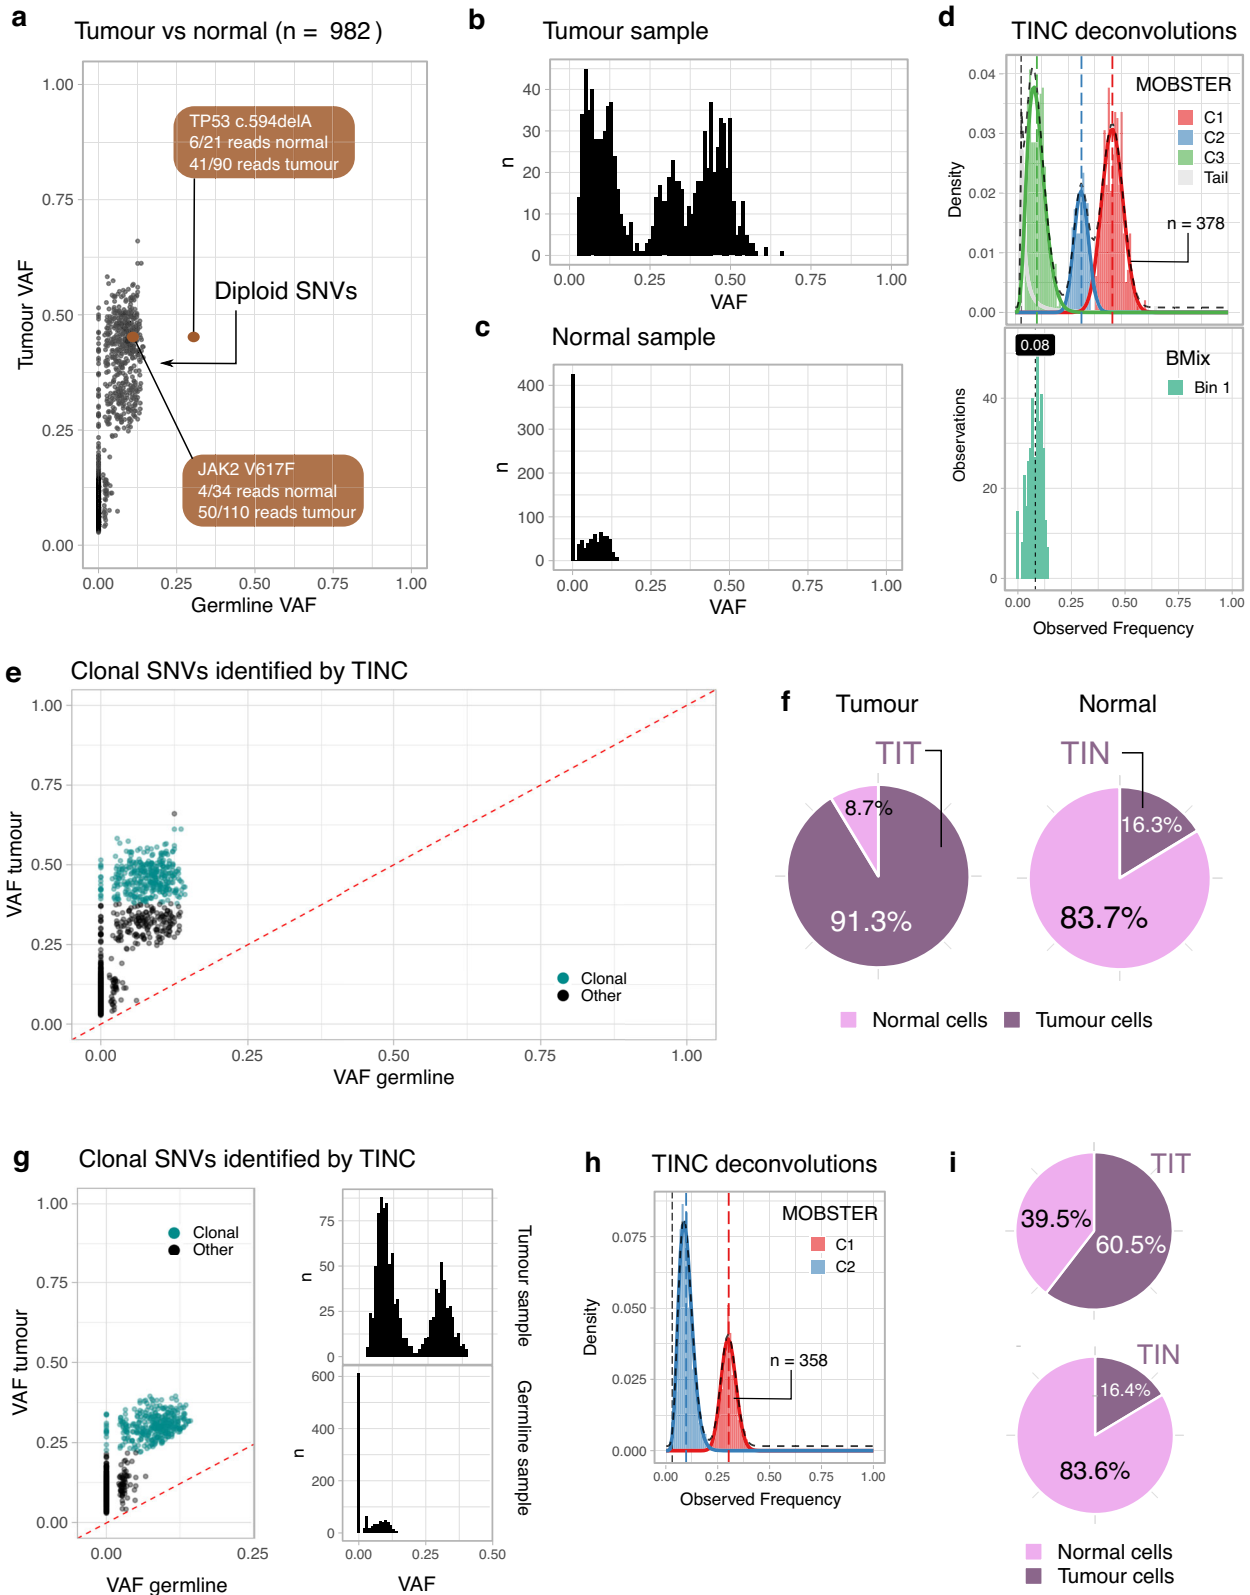 a
Tumour vs normal (n = 982)
1.00
0.75
0.50
0.25
0.00
Tumour VAF
TP53 c.594delA
6/21 reads normal
41/90 reads tumour
Diploid SNVs
JAK2 V617F
4/34 reads normal
50/110 reads tumour
0.00 0.25 0.50 0.75 1.00
Germline VAF
b
Tumour sample
40
30
20
10
0
n
0.00 0.25 0.50 0.75 1.00
VAF
c
Normal sample
400
300
200
100
0
n
0.00 0.25 0.50 0.75 1.00
VAF
d
TINC deconvolutions
0.04
0.03
0.02
0.01
0.00
Density
MOBSTER
C1
C2
C3
Tail
n = 378
0.08
BMix
Bin 1
40
20
0
Observations
0.00 0.25 0.50 0.75 1.00
Observed Frequency
e
Clonal SNVs identified by TINC
1.00
0.75
0.50
0.25
0.00
VAF tumour
Clonal
Other
0.00 0.25 0.50 0.75 1.00
VAF germline
f
Tumour
Normal
TIT
TIN
8.7%
91.3%
16.3%
83.7%
Normal cells
Tumour cells
g
Clonal SNVs identified by TINC
1.00
0.75
0.50
0.25
0.00
VAF tumour
Clonal
Other
0.00 0.25
VAF germline
75
50
25
0
n
Tumour sample
600
400
200
0
n
Germline sample
0.00 0.25 0.50
VAF
h
TINC deconvolutions
0.075
0.050
0.025
0.000
Density
MOBSTER
C1
C2
n = 358
0.00 0.25 0.50 0.75 1.00
Observed Frequency
i
TIT
39.5%
60.5%
TIN
16.4%
83.6%
Normal cells
Tumour cells